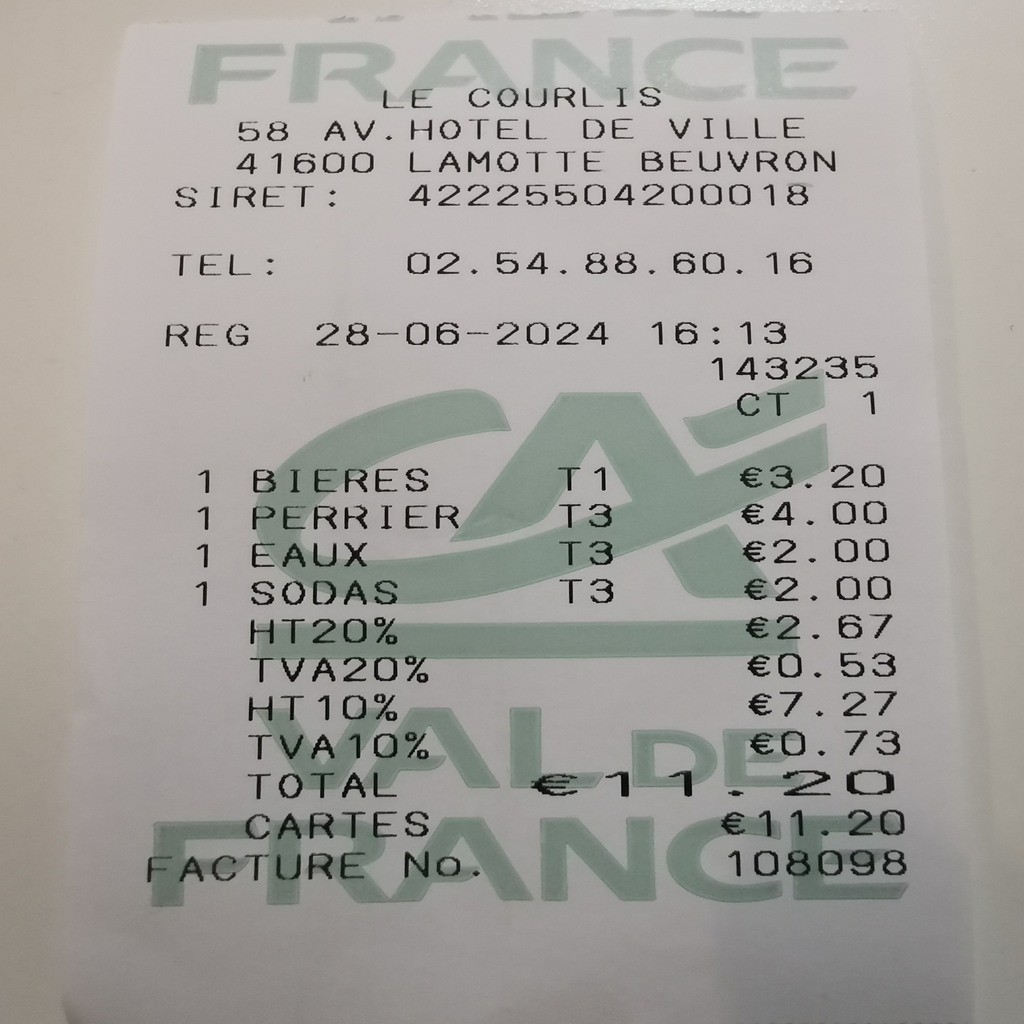 FRANCE
LE COURLIS
58 AV.HOTEL DE VILLE
41600 LAMOTTE BEUVRON
SIRET: 42225504200018
TEL: 02.54.88.60.16
REG 28-06-2024 16:13
143235
CT 1
CA
1 BIERES T1 €3.20
1 PERRIER T3 €4.00
1 EAUX T3 €2.00
1 SODAS T3 €2.00
HT20% €2.67
TVA20% €0.53
HT10% €7.27
VAL DE
TVA10% €0.73
TOTAL €11.20
CARTES €11.20
FRANCE
FACTURE No. 108098